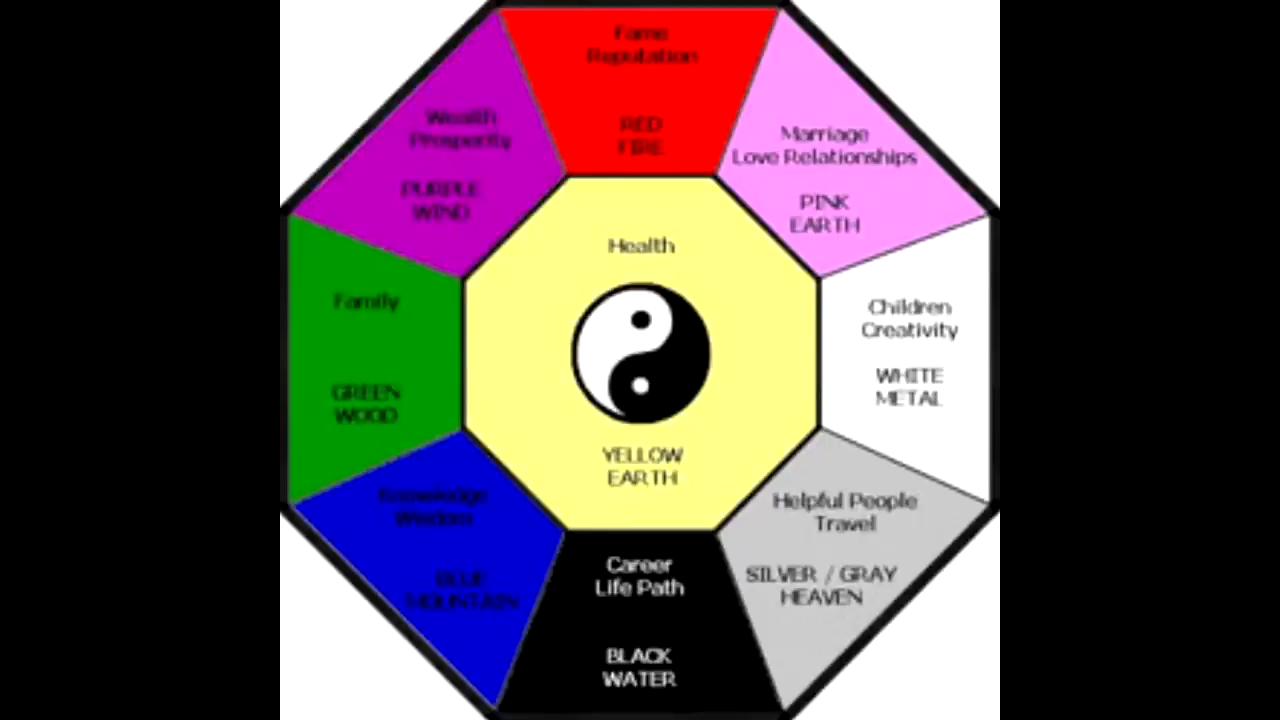 Fame
Reputation
RED
FIRE
Wealth
Prosperity
PURPLE
WIND
Marriage
Love Relationships
PINK
EARTH
Family
GREEN
WOOD
Health
YELLOW
EARTH
Children
Creativity
WHITE
METAL
Knowledge
Wisdom
BLUE
MOUNTAIN
Career
Life Path
BLACK
WATER
Helpful People
Travel
SILVER / GRAY
HEAVEN